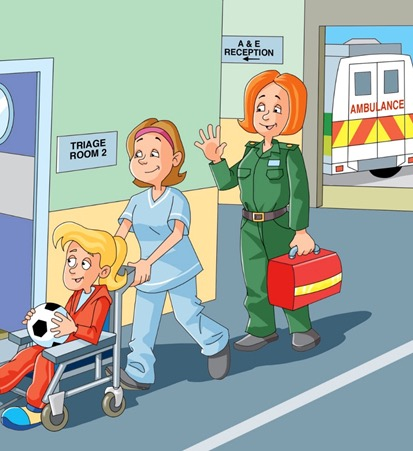 A & E
RECEPTION
←
TRIAGE
ROOM 2
AMBULANCE